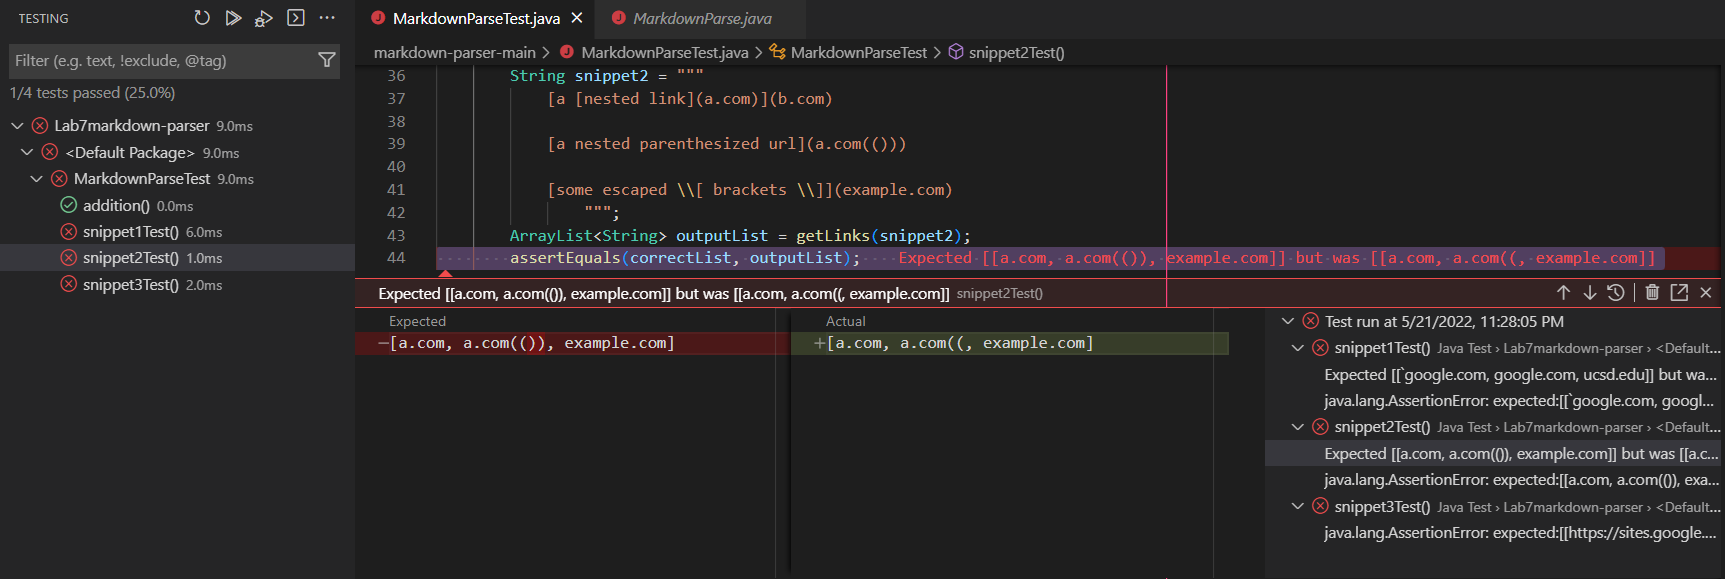 TESTING
Filter (e.g. text, !exclude, @tag)
1/4 tests passed (25.0%)
Lab7markdown-parser 9.0ms
<Default Package> 9.0ms
MarkdownParseTest 9.0ms
addition() 0.0ms
snippet1Test() 6.0ms
snippet2Test() 1.0ms
snippet3Test() 2.0ms
MarkdownParseTest.java
MarkdownParse.java
markdown-parser-main > MarkdownParseTest.java > MarkdownParseTest > snippet2Test()
36 String snippet2 = """
37 [a [nested link](a.com)](b.com)
38
39 [a nested parenthesized url](a.com(()))
40
41 [some escaped \\[ brackets \\]](example.com)
42 """;
43 ArrayList<String> outputList = getLinks(snippet2);
44 assertEquals(correctList, outputList); Expected [[a.com, a.com(()), example.com]] but was [[a.com, a.com((, example.com]]
Expected [[a.com, a.com(()), example.com]] but was [[a.com, a.com((, example.com]] snippet2Test()
Expected
−[a.com, a.com(()), example.com]
Actual
+[a.com, a.com((, example.com]
Test run at 5/21/2022, 11:28:05 PM
snippet1Test() Java Test › Lab7markdown-parser › <Default...
Expected [[`google.com, google.com, ucsd.edu]] but wa...
java.lang.AssertionError: expected:[[`google.com, googl...
snippet2Test() Java Test › Lab7markdown-parser › <Default...
Expected [[a.com, a.com(()), example.com]] but was [[a.c...
java.lang.AssertionError: expected:[[a.com, a.com(()), exa...
snippet3Test() Java Test › Lab7markdown-parser › <Default...
java.lang.AssertionError: expected:[[https://sites.google....